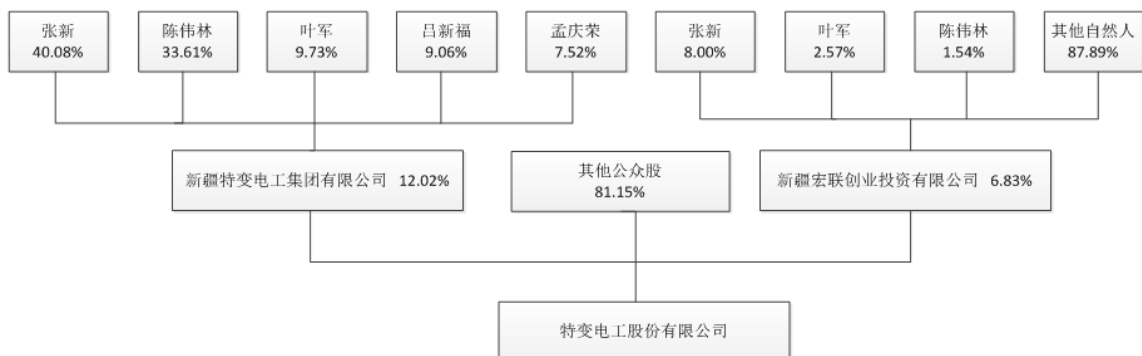 张新
40.08%
陈伟林
33.61%
叶军
9.73%
吕新福
9.06%
孟庆荣
7.52%
张新
8.00%
叶军
2.57%
陈伟林
1.54%
其他自然人
87.89%
新疆特变电工集团有限公司 12.02%
其他公众股
81.15%
新疆宏联创业投资有限公司 6.83%
特变电工股份有限公司